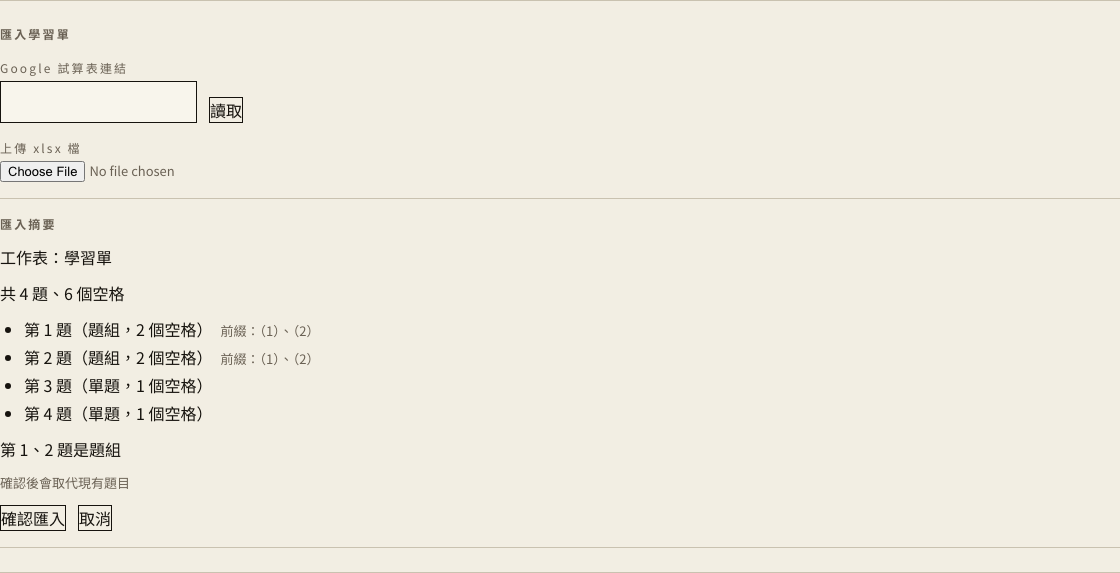 匯入學習單
Google 試算表連結
讀取
上傳 xlsx 檔
Choose File No file chosen
匯入摘要
工作表：學習單
共 4 題、6 個空格
第 1 題（題組，2 個空格） 前綴：（1）、（2）
第 2 題（題組，2 個空格） 前綴：（1）、（2）
第 3 題（單題，1 個空格）
第 4 題（單題，1 個空格）
第 1、2 題是題組
確認後會取代現有題目
確認匯入 取消